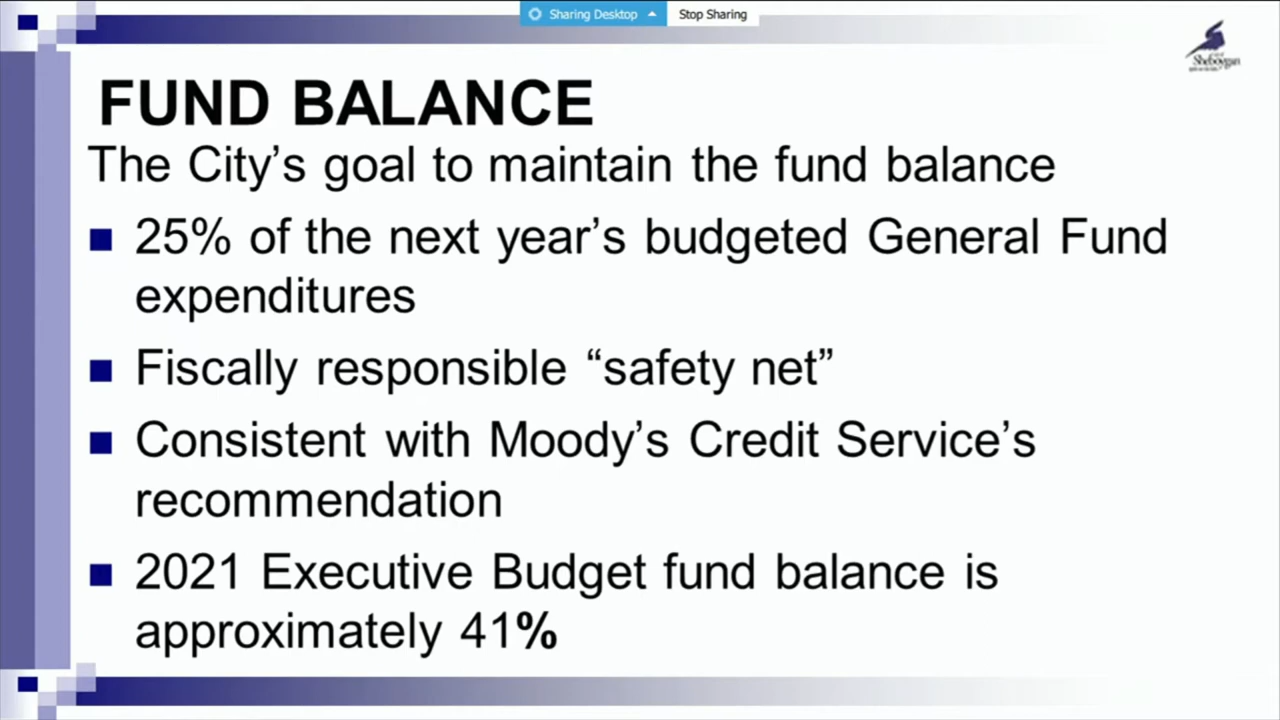 Sharing Desktop Stop Sharing
Sheboygan
FUND BALANCE
The City’s goal to maintain the fund balance
25% of the next year’s budgeted General Fund
expenditures
Fiscally responsible “safety net”
Consistent with Moody’s Credit Service’s
recommendation
2021 Executive Budget fund balance is
approximately 41%